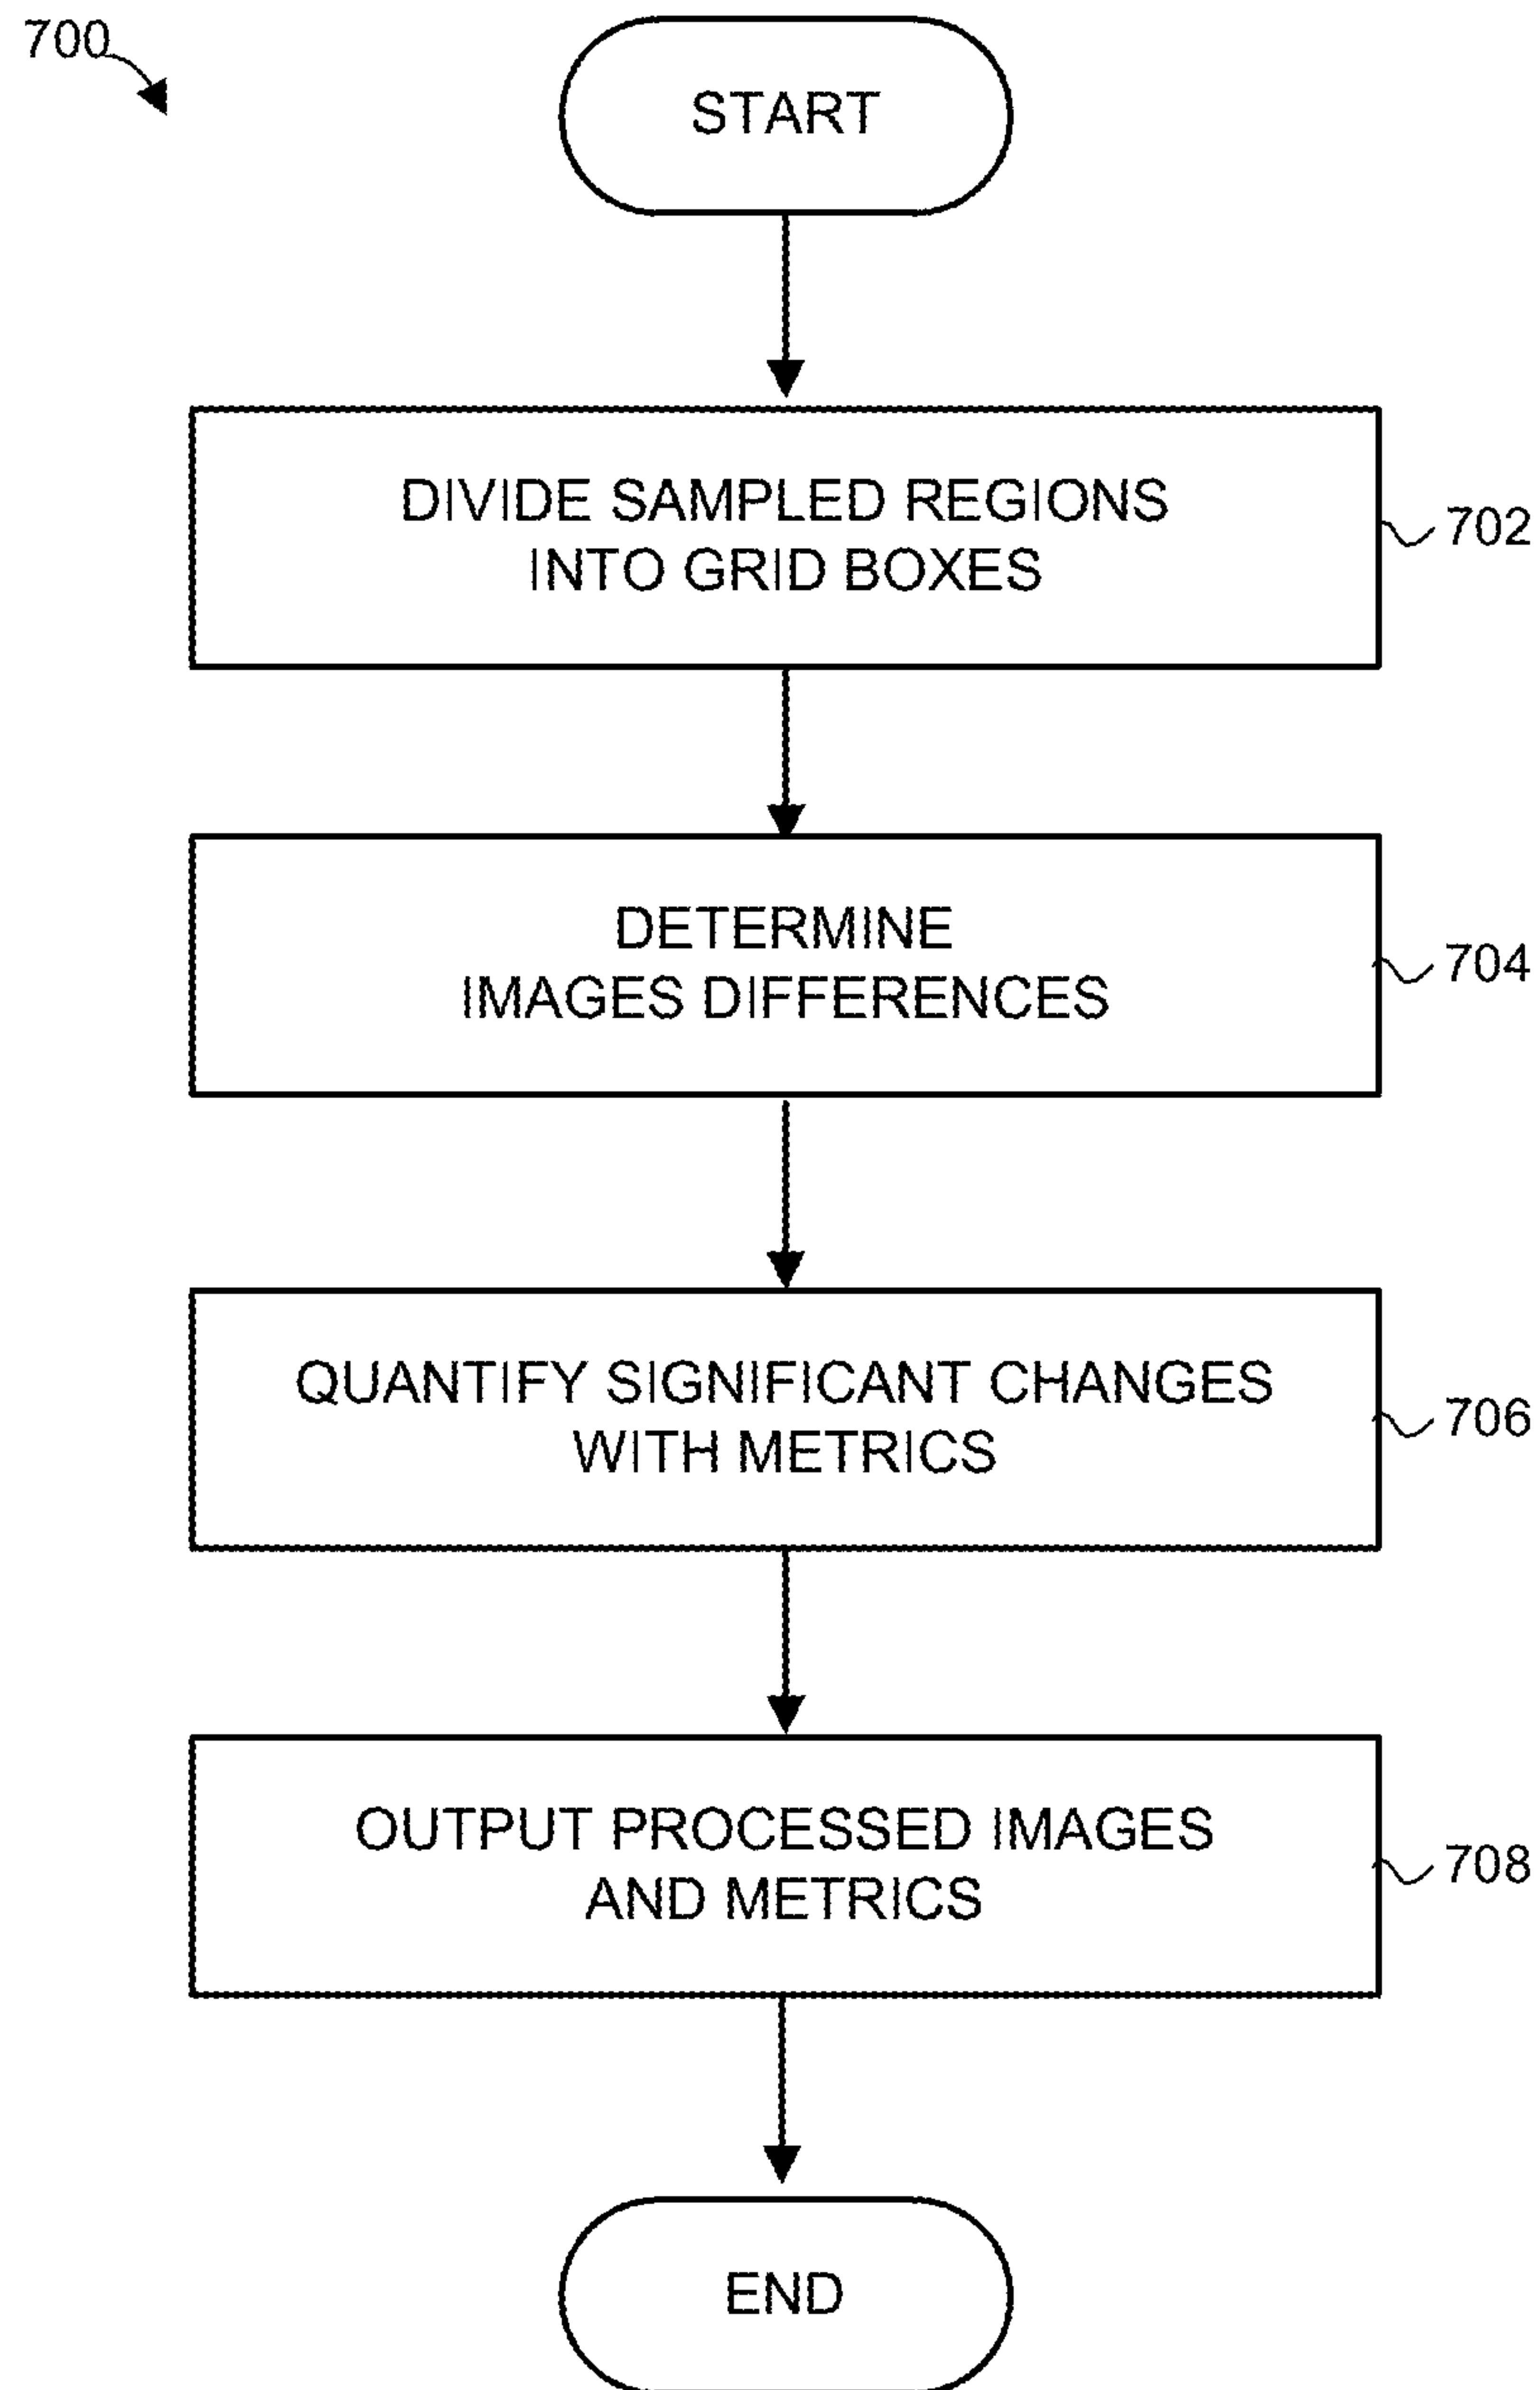 700
START
DIVIDE SAMPLED REGIONS
INTO GRID BOXES
702
DETERMINE
IMAGES DIFFERENCES
704
QUANTIFY SIGNIFICANT CHANGES
WITH METRICS
706
OUTPUT PROCESSED IMAGES
AND METRICS
708
END